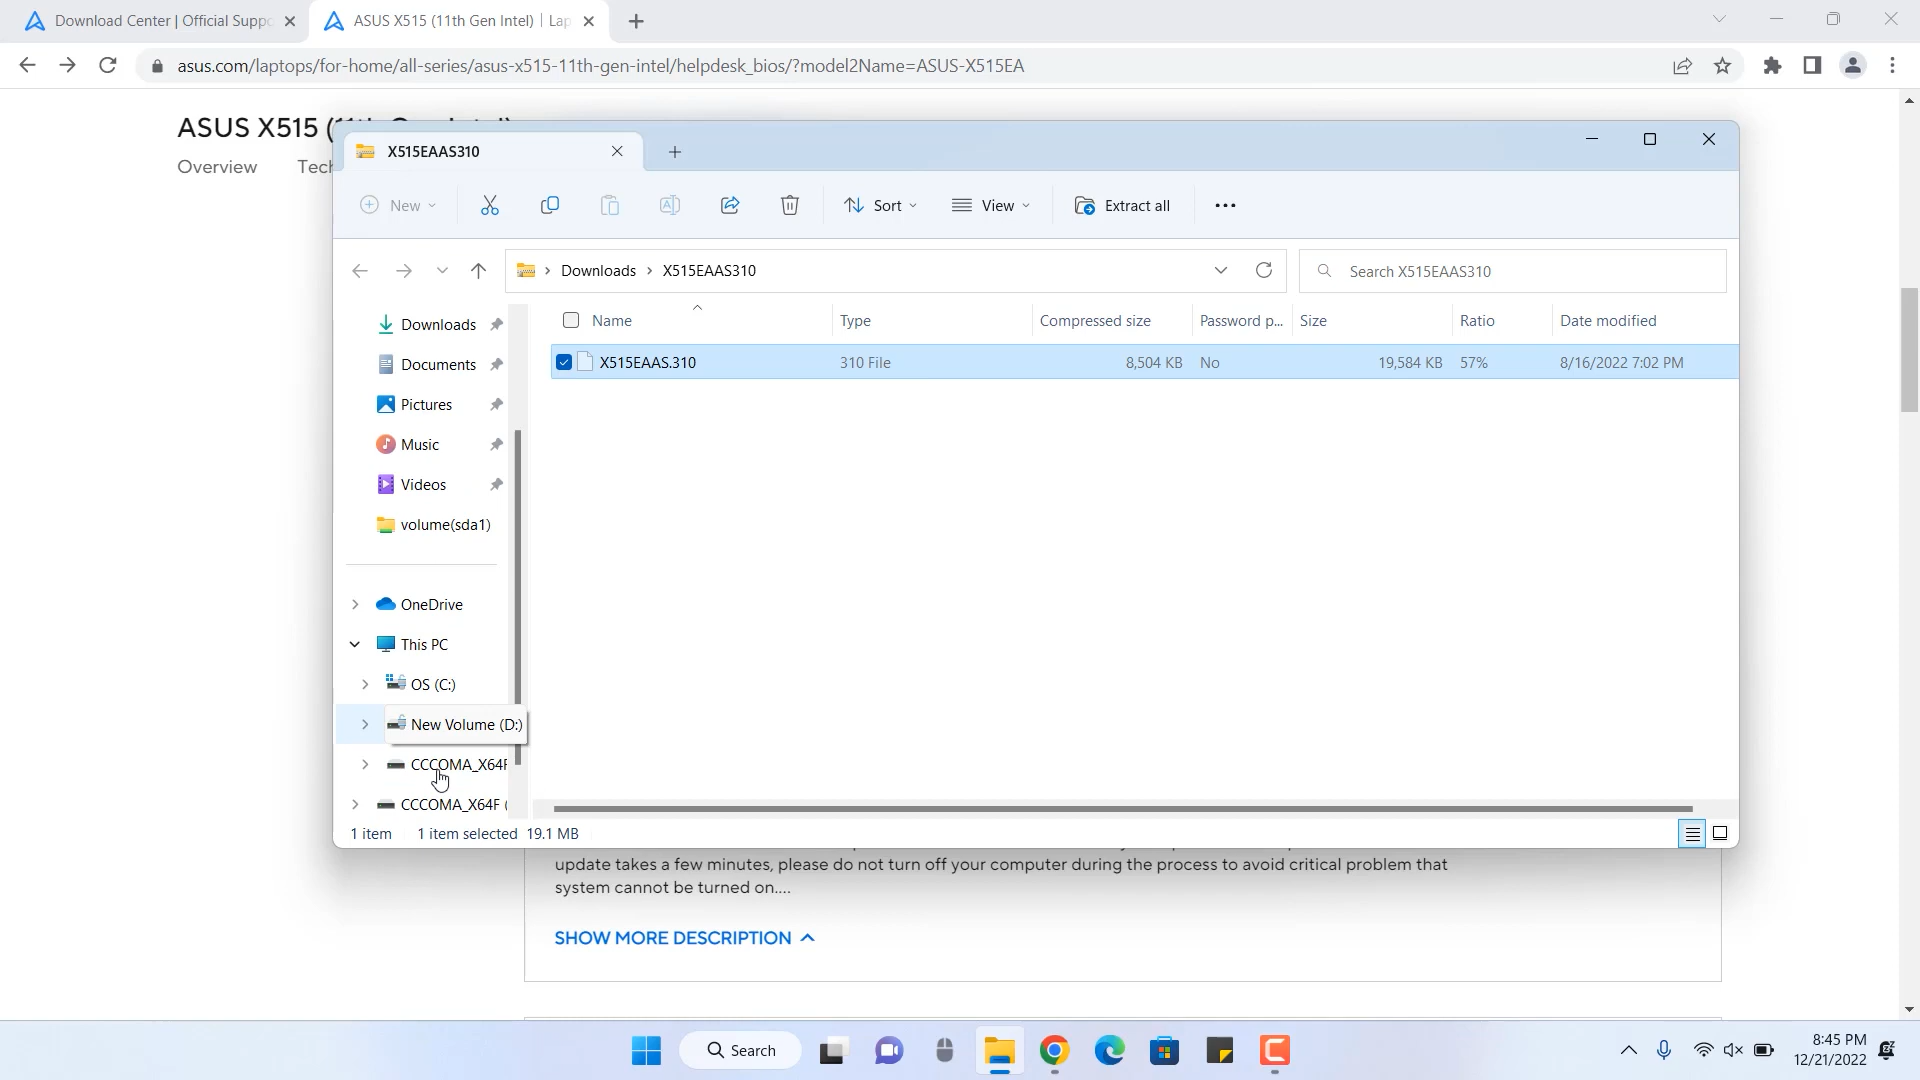 Download Center | Official Suppo
ASUS X515 (11th Gen Intel)｜Lap
asus.com/laptops/for-home/all-series/asus-x515-11th-gen-intel/helpdesk_bios/?model2Name=ASUS-X515EA
ASUS X515 (
Overview Tech
X515EAAS310
New
Sort
View
Extract all
Downloads > X515EAAS310
Search X515EAAS310
Downloads
Documents
Pictures
Music
Videos
volume(sda1)
OneDrive
This PC
OS (C:)
New Volume (D:)
CCCOMA_X64F
CCCOMA_X64F (
Name Type Compressed size Password p... Size Ratio Date modified
X515EAAS.310 310 File 8,504 KB No 19,584 KB 57% 8/16/2022 7:02 PM
1 item 1 item selected 19.1 MB
update takes a few minutes, please do not turn off your computer during the process to avoid critical problem that
system cannot be turned on....
SHOW MORE DESCRIPTION
Search
8:45 PM
12/21/2022